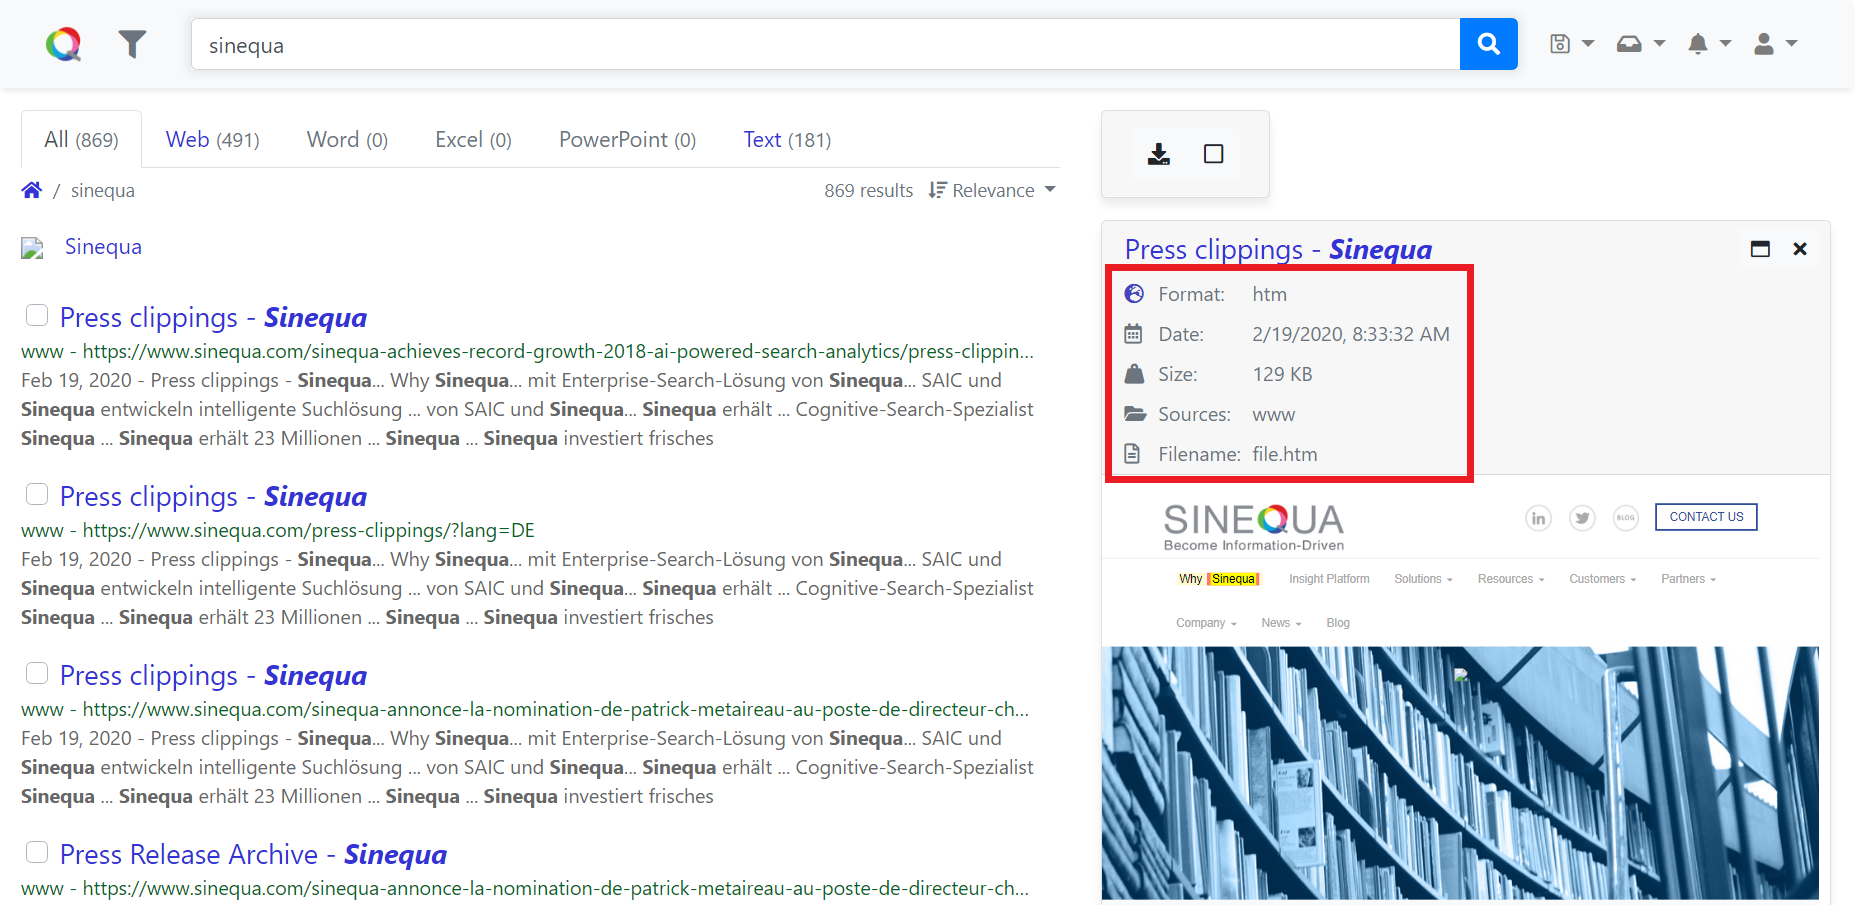 sinequa
All (869) Web (491) Word (0) Excel (0) PowerPoint (0) Text (181)
/ sinequa 869 results Relevance
Sinequa
Press clippings - Sinequa
www - https://www.sinequa.com/sinequa-achieves-record-growth-2018-ai-powered-search-analytics/press-clippin...
Feb 19, 2020 - Press clippings - Sinequa... Why Sinequa... mit Enterprise-Search-Lösung von Sinequa... SAIC und
Sinequa entwickeln intelligente Suchlösung ... von SAIC und Sinequa... Sinequa erhält ... Cognitive-Search-Spezialist
Sinequa ... Sinequa erhält 23 Millionen ... Sinequa ... Sinequa investiert frisches
Press clippings - Sinequa
www - https://www.sinequa.com/press-clippings/?lang=DE
Feb 19, 2020 - Press clippings - Sinequa... Why Sinequa... mit Enterprise-Search-Lösung von Sinequa... SAIC und
Sinequa entwickeln intelligente Suchlösung ... von SAIC und Sinequa... Sinequa erhält ... Cognitive-Search-Spezialist
Sinequa ... Sinequa erhält 23 Millionen ... Sinequa ... Sinequa investiert frisches
Press clippings - Sinequa
www - https://www.sinequa.com/sinequa-annonce-la-nomination-de-patrick-metaireau-au-poste-de-directeur-ch...
Feb 19, 2020 - Press clippings - Sinequa... Why Sinequa... mit Enterprise-Search-Lösung von Sinequa... SAIC und
Sinequa entwickeln intelligente Suchlösung ... von SAIC und Sinequa... Sinequa erhält ... Cognitive-Search-Spezialist
Sinequa ... Sinequa erhält 23 Millionen ... Sinequa ... Sinequa investiert frisches
Press Release Archive - Sinequa
www - https://www.sinequa.com/sinequa-annonce-la-nomination-de-patrick-metaireau-au-poste-de-directeur-ch...
Press clippings - Sinequa
Format: htm
Date: 2/19/2020, 8:33:32 AM
Size: 129 KB
Sources: www
Filename: file.htm
SINEQUA
Become Information-Driven
in BLOG CONTACT US
Why Sinequa Insight Platform Solutions Resources Customers Partners
Company News Blog